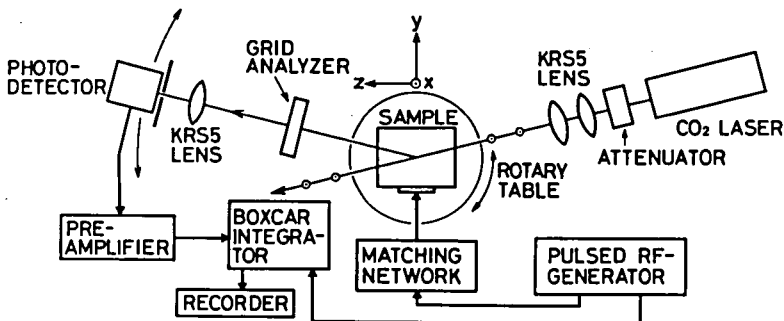 PHOTO-
DETECTOR
KRS5
LENS
GRID
ANALYZER
y
z
x
SAMPLE
KRS5
LENS
CO₂ LASER
ATTENUATOR
ROTARY
TABLE
PRE-
AMPLIFIER
BOXCAR
INTEGRA-
TOR
RECORDER
MATCHING
NETWORK
PULSED RF-
GENERATOR